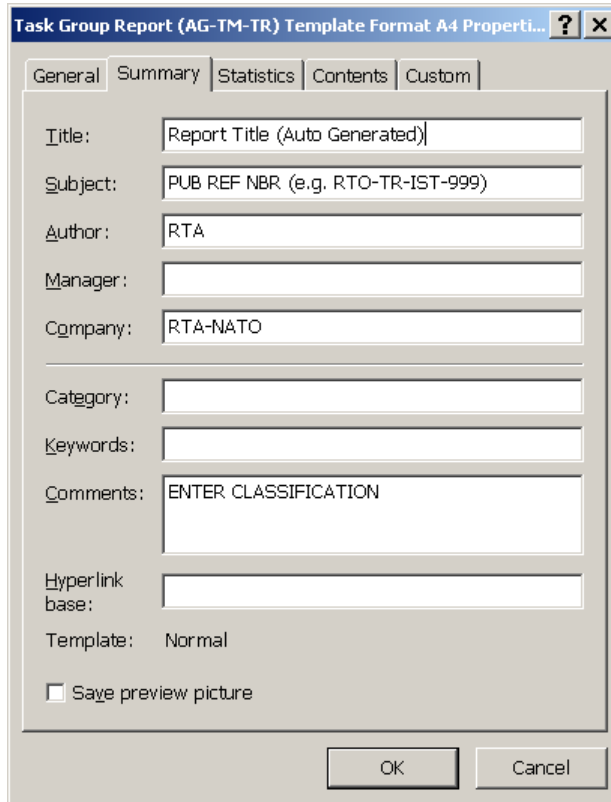 Task Group Report (AG-TM-TR) Template Format A4 Properti... ? X
General Summary Statistics Contents Custom
Title: Report Title (Auto Generated)
Subject: PUB REF NBR (e.g. RTO-TR-IST-999)
Author: RTA
Manager:
Company: RTA-NATO
Category:
Keywords:
Comments: ENTER CLASSIFICATION
Hyperlink
base:
Template: Normal
Save preview picture
OK Cancel